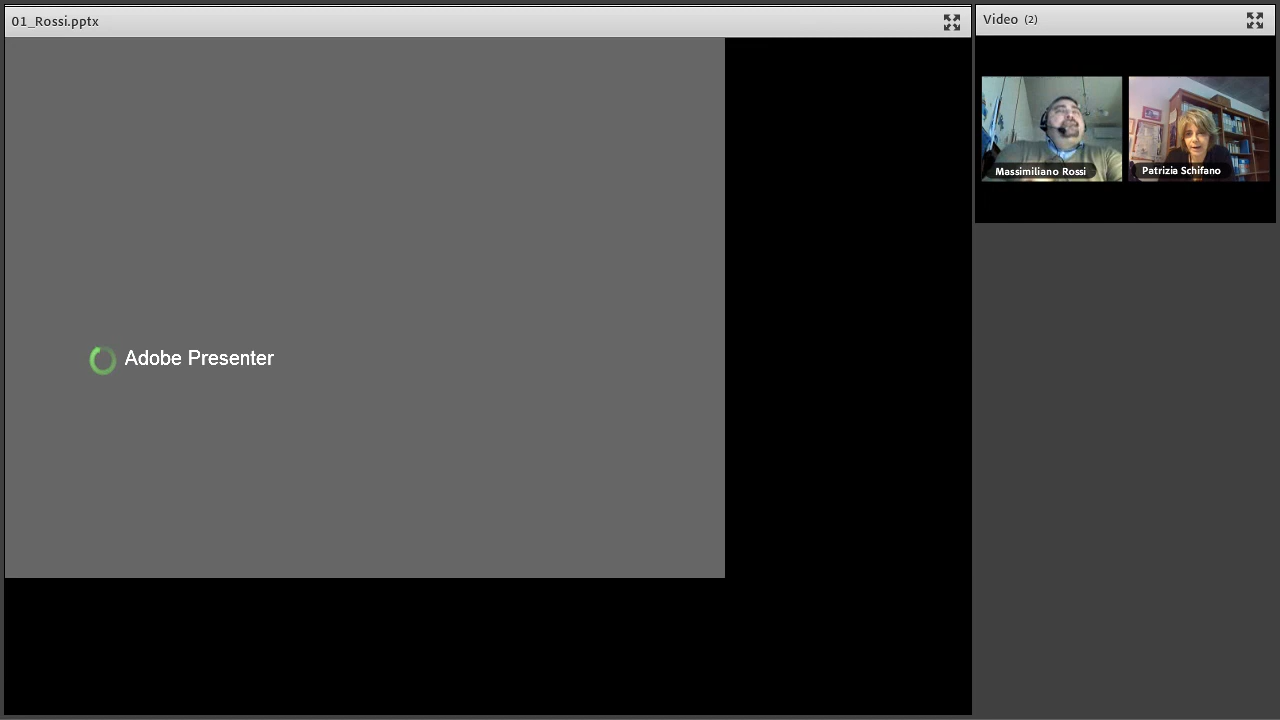 01_Rossi.pptx
Video (2)
Massimiliano Rossi
Patrizia Schifano
Adobe Presenter